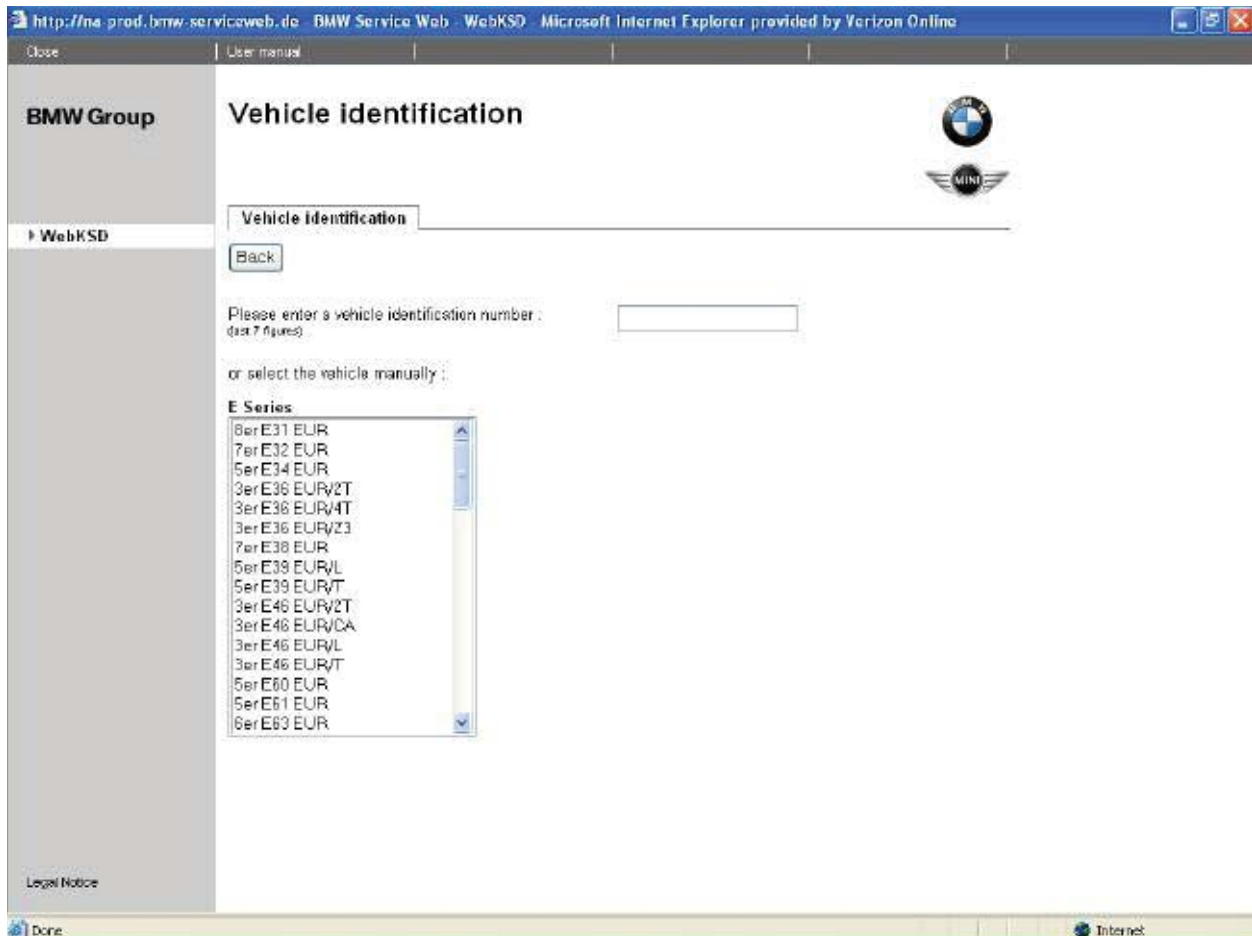 http://na-prod.bmw-serviceweb.de - BMW Service Web - WebKSD - Microsoft Internet Explorer provided by Verizon Online
Close
User manual
BMW Group
Vehicle identification
BMW
MINI
Vehicle identification
WebKSD
Back
Please enter a vehicle identification number :
(last 7 figures)
or select the vehicle manually :
E Series
8er E31 EUR
7er E32 EUR
5er E34 EUR
3er E36 EUR/2T
3er E36 EUR/4T
3er E36 EUR/Z3
7er E38 EUR
5er E39 EUR/L
5er E39 EUR/T
3er E46 EUR/2T
3er E46 EUR/CA
3er E46 EUR/L
3er E46 EUR/T
5er E60 EUR
5er E61 EUR
6er E63 EUR
Legal Notice
Done
Internet